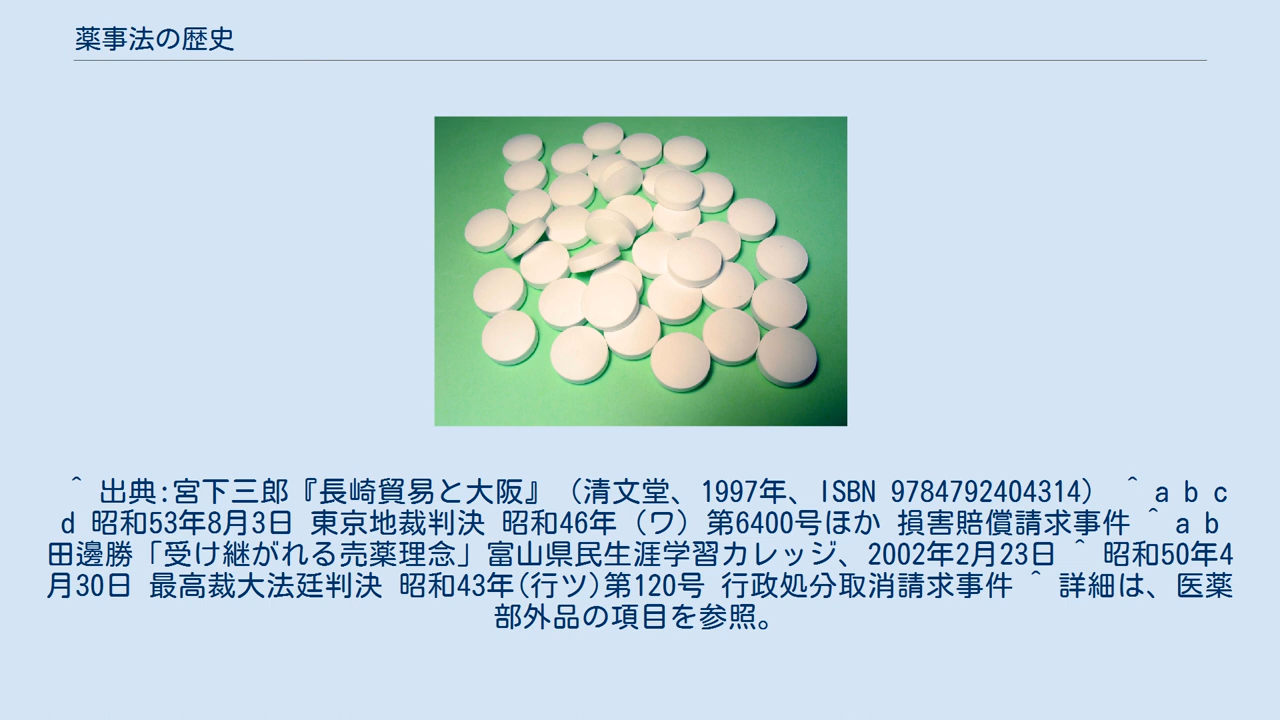 薬事法の歴史
^ 出典:宮下三郎『長崎貿易と大阪』（清文堂、1997年、ISBN 9784792404314） ^ a b c
d 昭和53年8月3日 東京地裁判決 昭和46年（ワ）第6400号ほか 損害賠償請求事件 ^ a b
田邊勝「受け継がれる売薬理念」富山県民生涯学習カレッジ、2002年2月23日 ^ 昭和50年4
月30日 最高裁大法廷判決 昭和43年(行ツ)第120号 行政処分取消請求事件 ^ 詳細は、医薬
部外品の項目を参照。